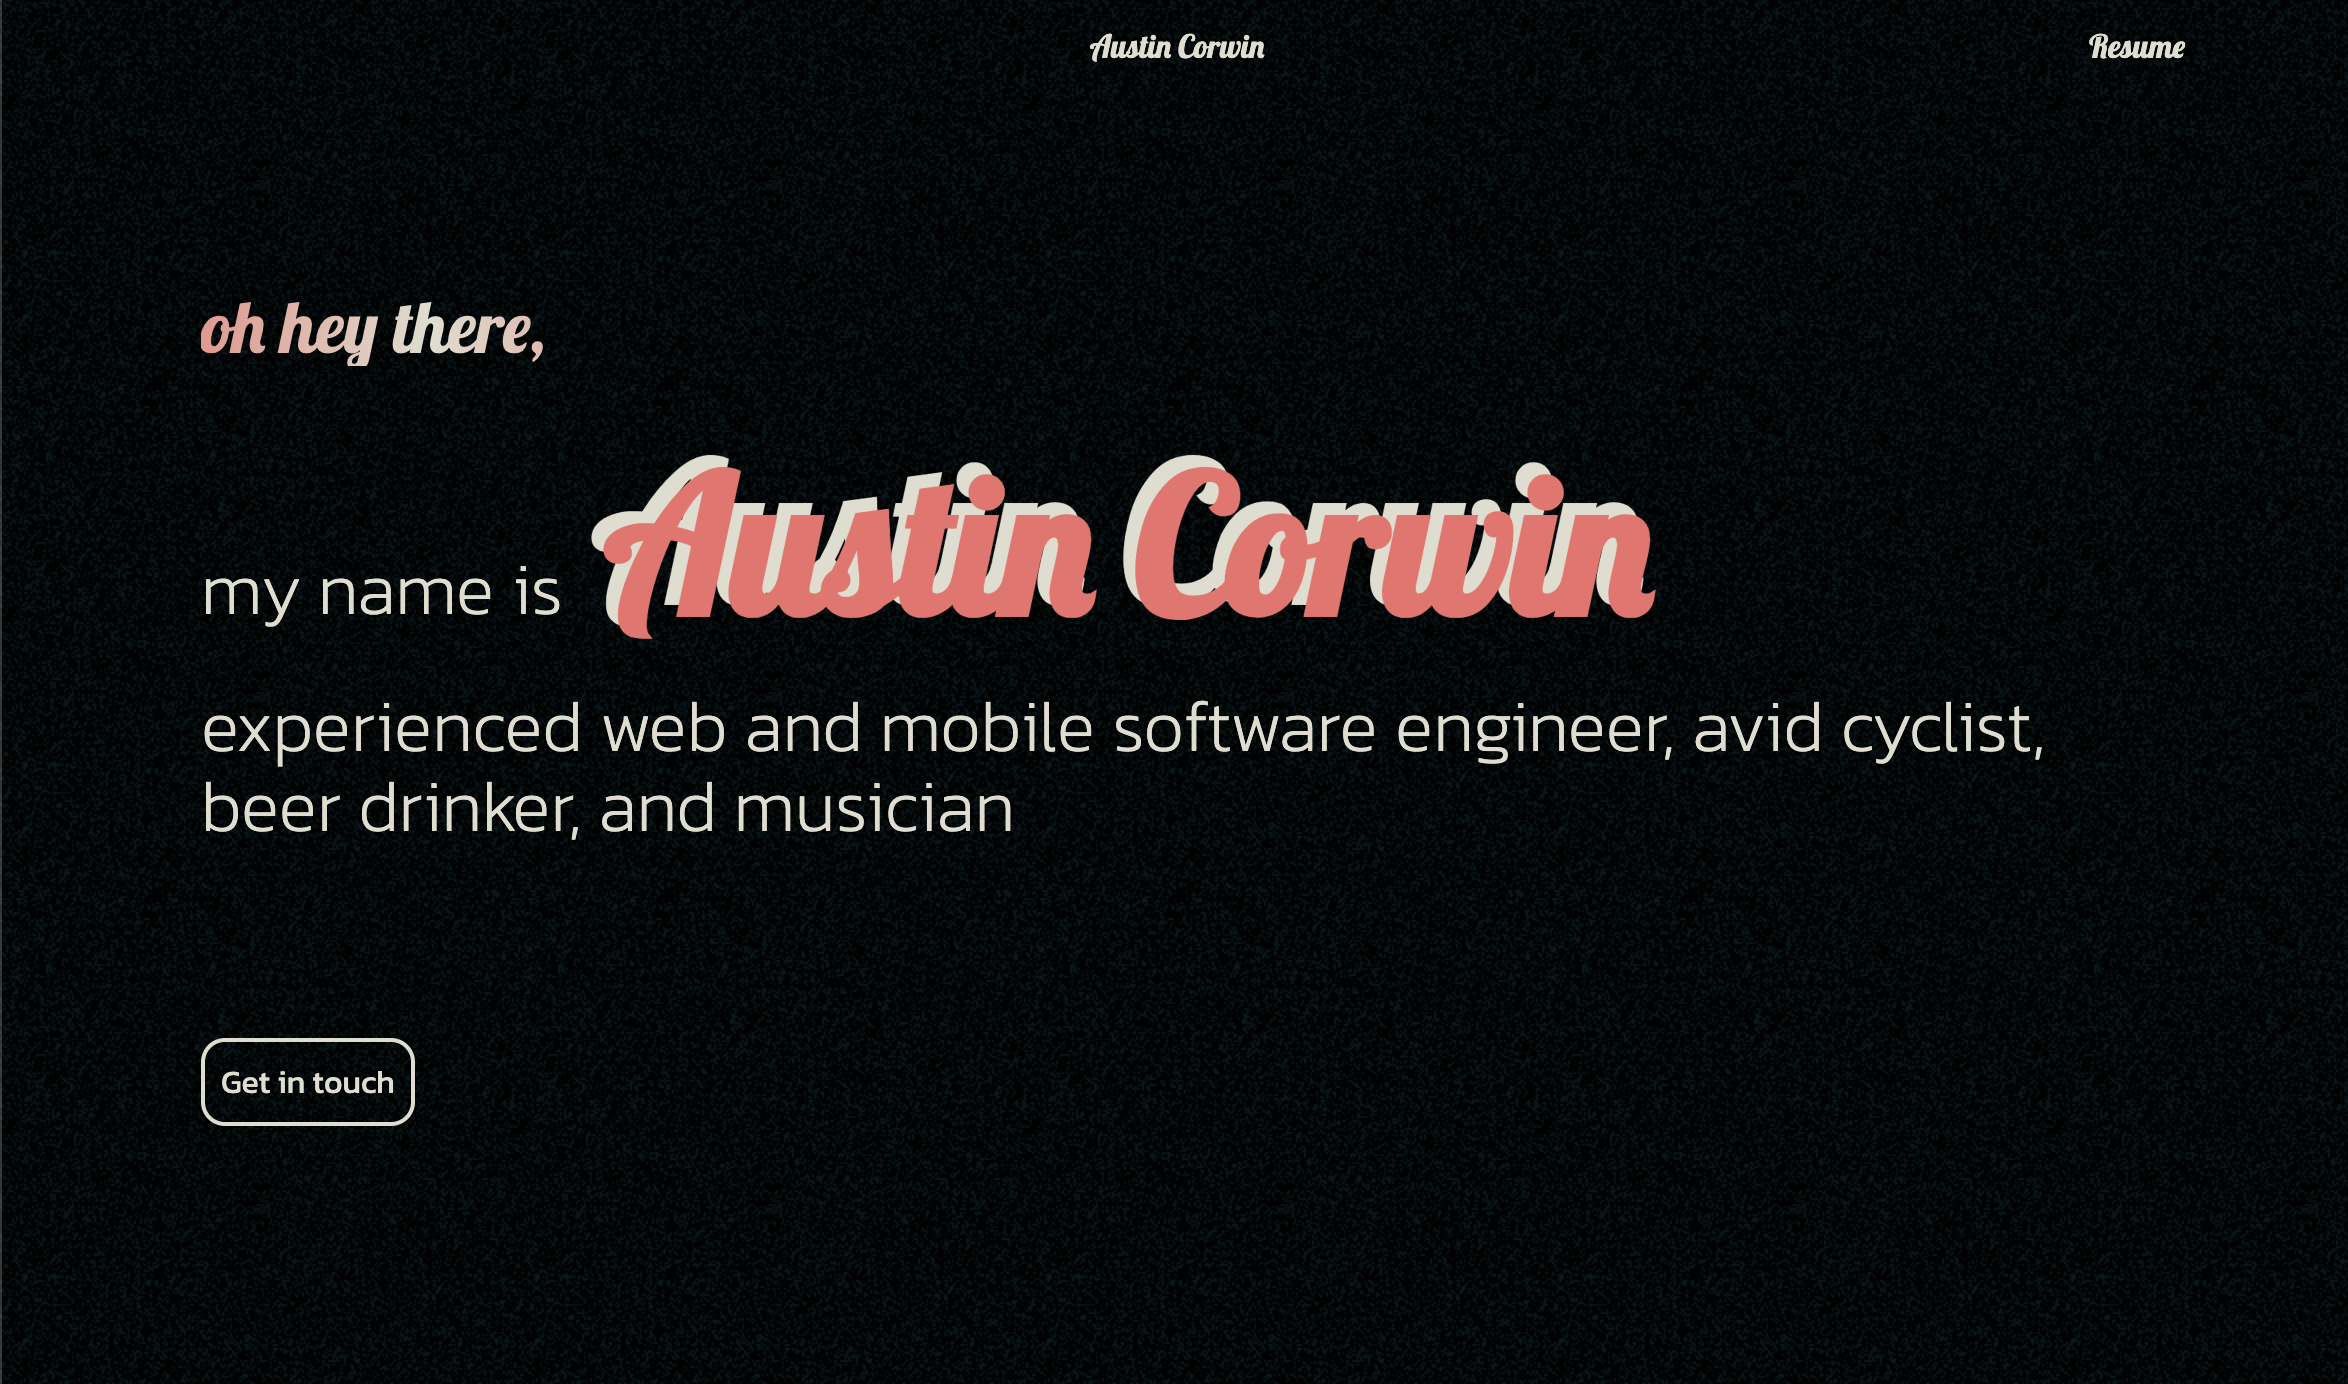 Austin Corwin
Resume
oh hey there,
my name is Austin Corwin
experienced web and mobile software engineer, avid cyclist,
beer drinker, and musician
Get in touch